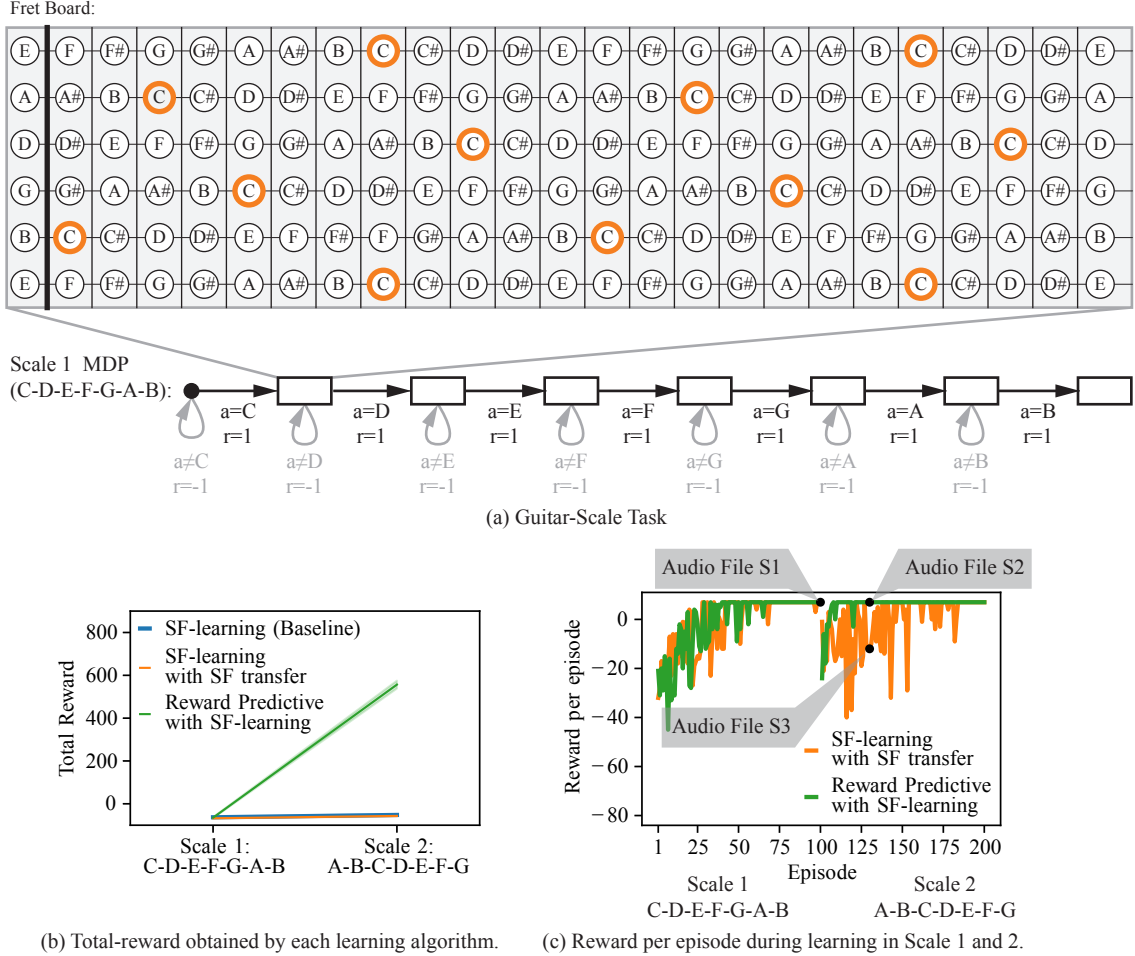 Fret Board:
E F F# G G# A A# B C C# D D# E F F# G G# A A# B C C# D D# E
A A# B C C# D D# E F F# G G# A A# B C C# D D# E F F# G G# A
D D# E F F# G G# A A# B C C# D D# E F F# G G# A A# B C C# D
G G# A A# B C C# D D# E F F# G G# A A# B C C# D D# E F F# G
B C C# D D# E F F# F G# A A# B C C# D D# E F F# G G# A A# B
E F F# G G# A A# B C C# D D# E F F# G G# A A# B C C# D D# E
Scale 1 MDP
(C-D-E-F-G-A-B):
a=C a=D a=E a=F a=G a=A a=B
r=1 r=1 r=1 r=1 r=1 r=1 r=1
a≠C a≠D a≠E a≠F a≠G a≠A a≠B
r=-1 r=-1 r=-1 r=-1 r=-1 r=-1 r=-1
(a) Guitar-Scale Task
Total Reward
800
600
400
200
0
SF-learning (Baseline)
SF-learning
with SF transfer
Reward Predictive
with SF-learning
Scale 1: Scale 2:
C-D-E-F-G-A-B A-B-C-D-E-F-G
(b) Total-reward obtained by each learning algorithm.
Audio File S1 Audio File S2
Reward per episode
0
−20
−40
−60
−80
Audio File S3
SF-learning
with SF transfer
Reward Predictive
with SF-learning
1 25 50 75 100 125 150 175 200
Episode
Scale 1 Scale 2
C-D-E-F-G-A-B A-B-C-D-E-F-G
(c) Reward per episode during learning in Scale 1 and 2.